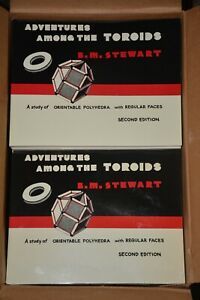 ADVENTURES
AMONG THE TOROIDS
B. M. STEWART
A study of ORIENTABLE POLYHEDRA with REGULAR FACES
SECOND EDITION
ADVENTURES
AMONG THE TOROIDS
B. M. STEWART
A study of ORIENTABLE POLYHEDRA with REGULAR FACES
SECOND EDITION